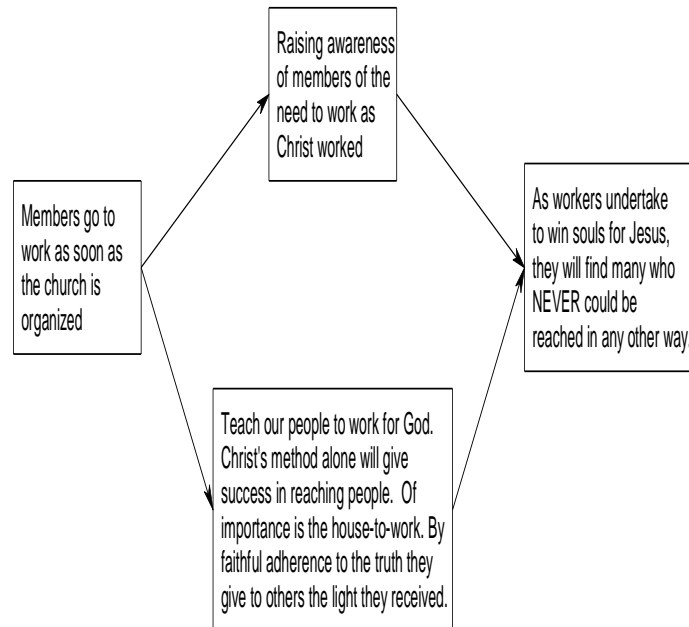 Raising awareness
of members of the
need to work as
Christ worked
Members go to
work as soon as
the church is
organized
As workers undertake
to win souls for Jesus,
they will find many who
NEVER could be
reached in any other way.
Teach our people to work for God.
Christ's method alone will give
success in reaching people. Of
importance is the house-to-work. By
faithful adherence to the truth they
give to others the light they received.